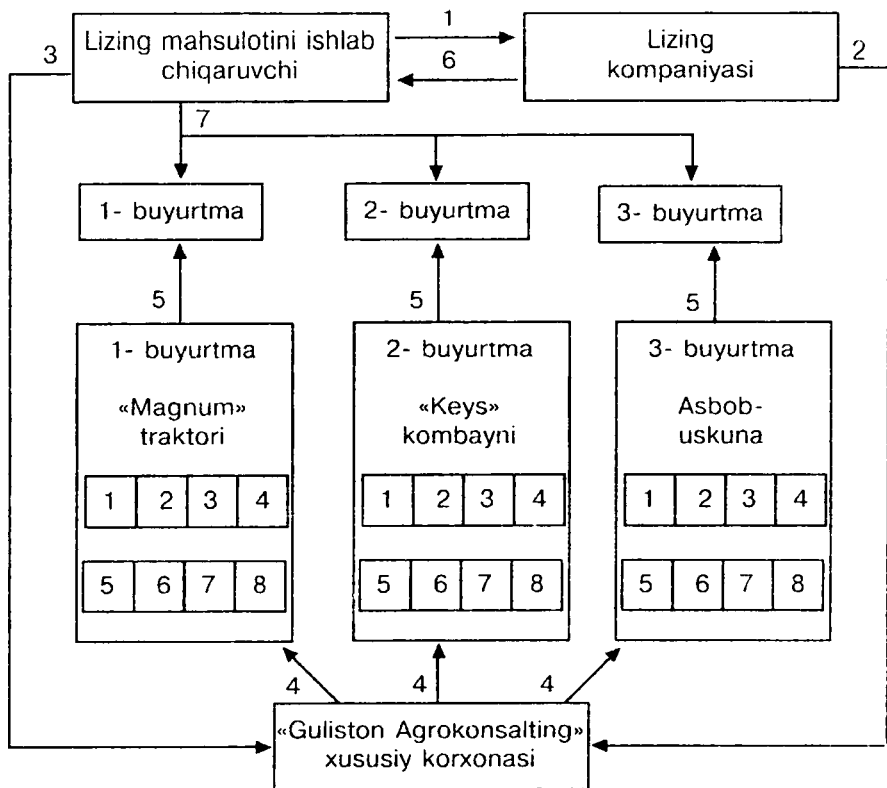 3
Lizing mahsulotini ishlab
chiqaruvchi
1
6
Lizing
kompaniyasi
2
7
1- buyurtma
2- buyurtma
3- buyurtma
5
5
5
1- buyurtma
«Magnum»
traktori
1 2 3 4
5 6 7 8
2- buyurtma
«Keys»
kombayni
1 2 3 4
5 6 7 8
3- buyurtma
Asbob-
uskuna
1 2 3 4
5 6 7 8
4
4
4
«Guliston Agrokonsalting»
xususiy korxonasi